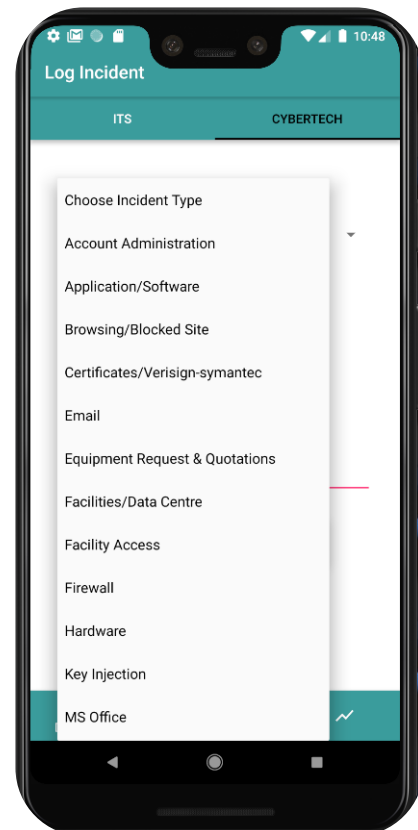 10:48
Log Incident
ITS CYBERTECH
Choose Incident Type
Account Administration
Application/Software
Browsing/Blocked Site
Certificates/Verisign-symantec
Email
Equipment Request & Quotations
Facilities/Data Centre
Facility Access
Firewall
Hardware
Key Injection
MS Office